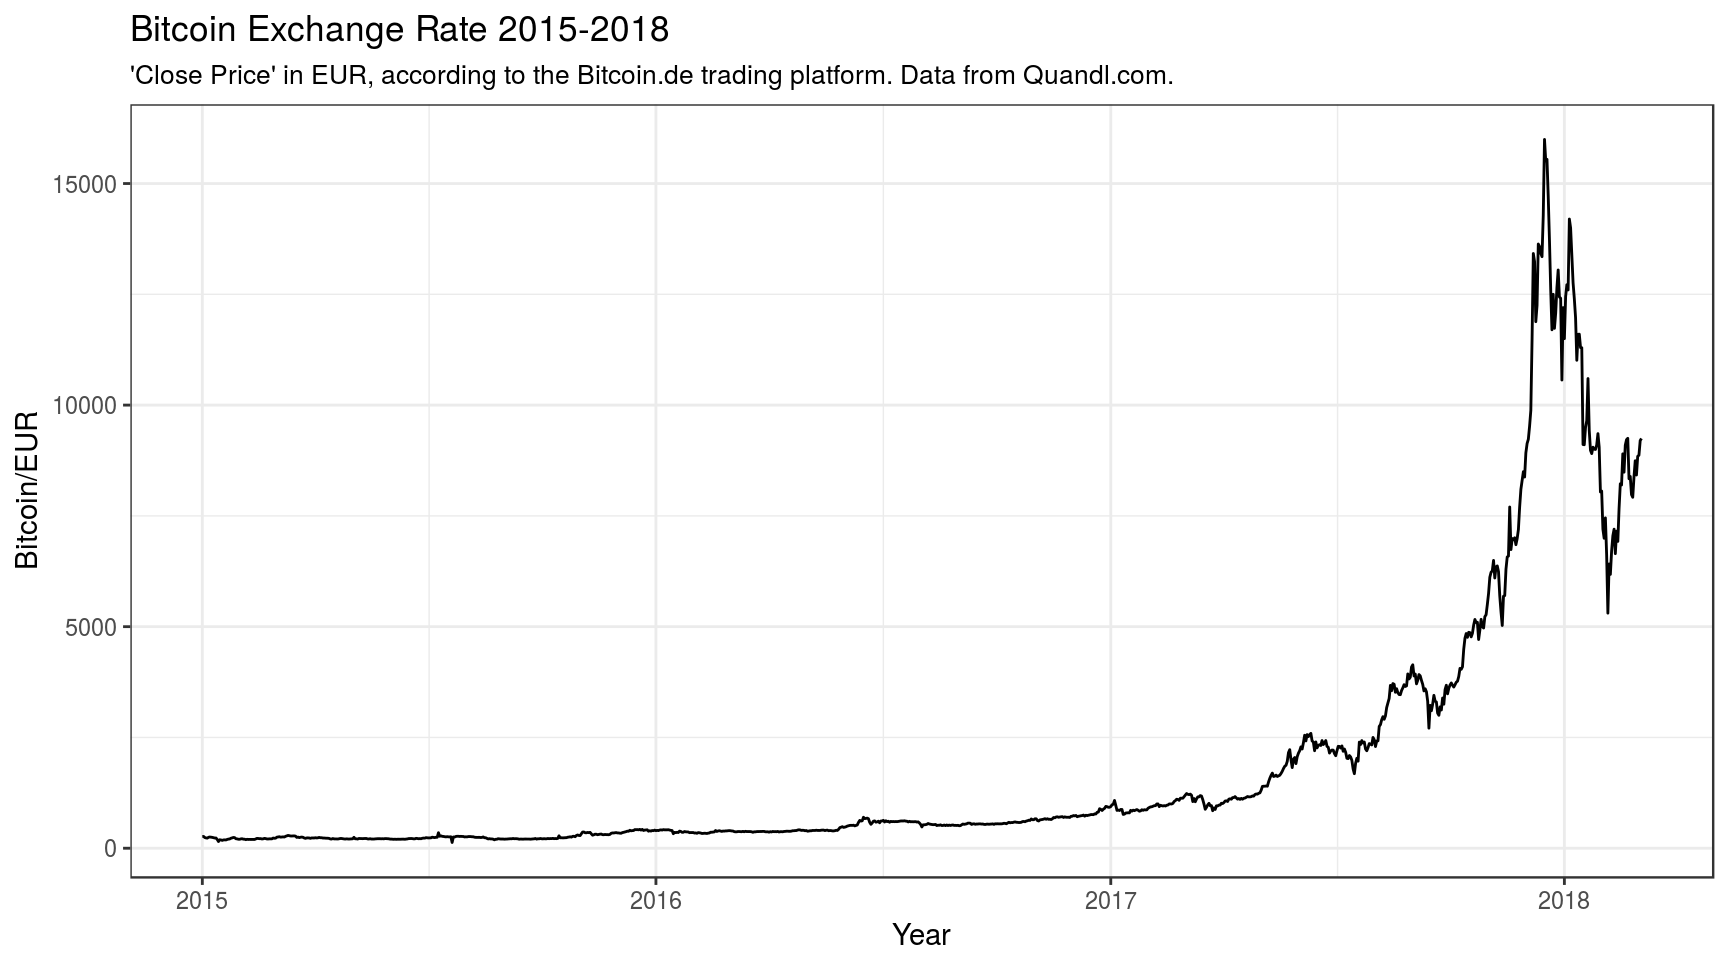 Bitcoin Exchange Rate 2015-2018
'Close Price' in EUR, according to the Bitcoin.de trading platform. Data from Quandl.com.
15000
10000
5000
0
Bitcoin/EUR
2015 2016 2017 2018
Year